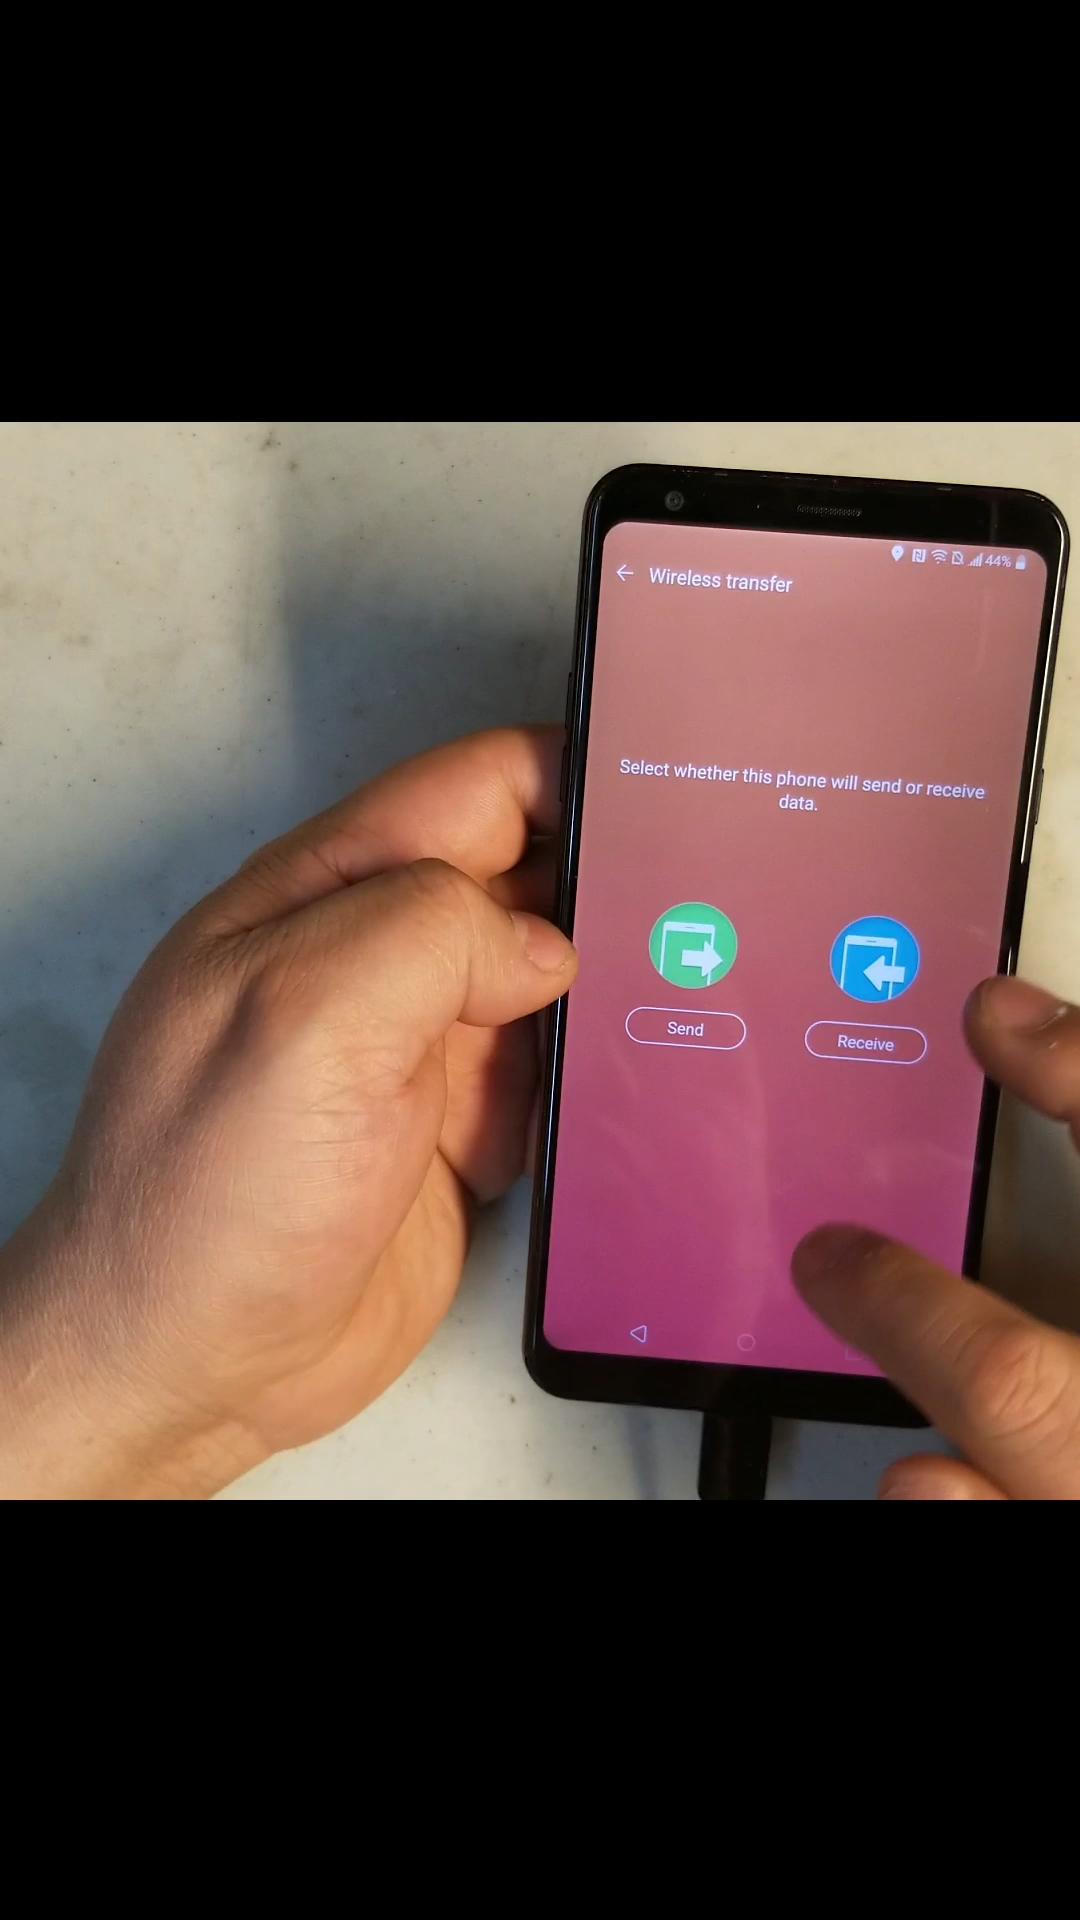 44%
Wireless transfer
Select whether this phone will send or receive
data.
Send
Receive